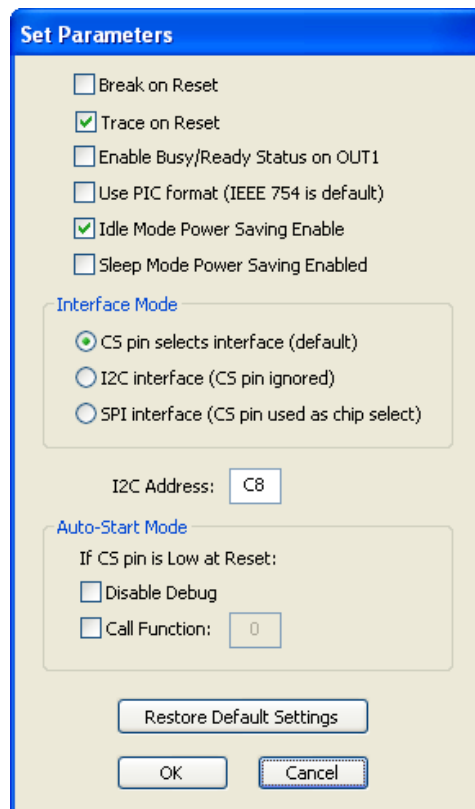 Set Parameters
Break on Reset
Trace on Reset
Enable Busy/Ready Status on OUT1
Use PIC format (IEEE 754 is default)
Idle Mode Power Saving Enable
Sleep Mode Power Saving Enabled
Interface Mode
CS pin selects interface (default)
I2C interface (CS pin ignored)
SPI interface (CS pin used as chip select)
I2C Address: C8
Auto-Start Mode
If CS pin is Low at Reset:
Disable Debug
Call Function: 0
Restore Default Settings
OK Cancel